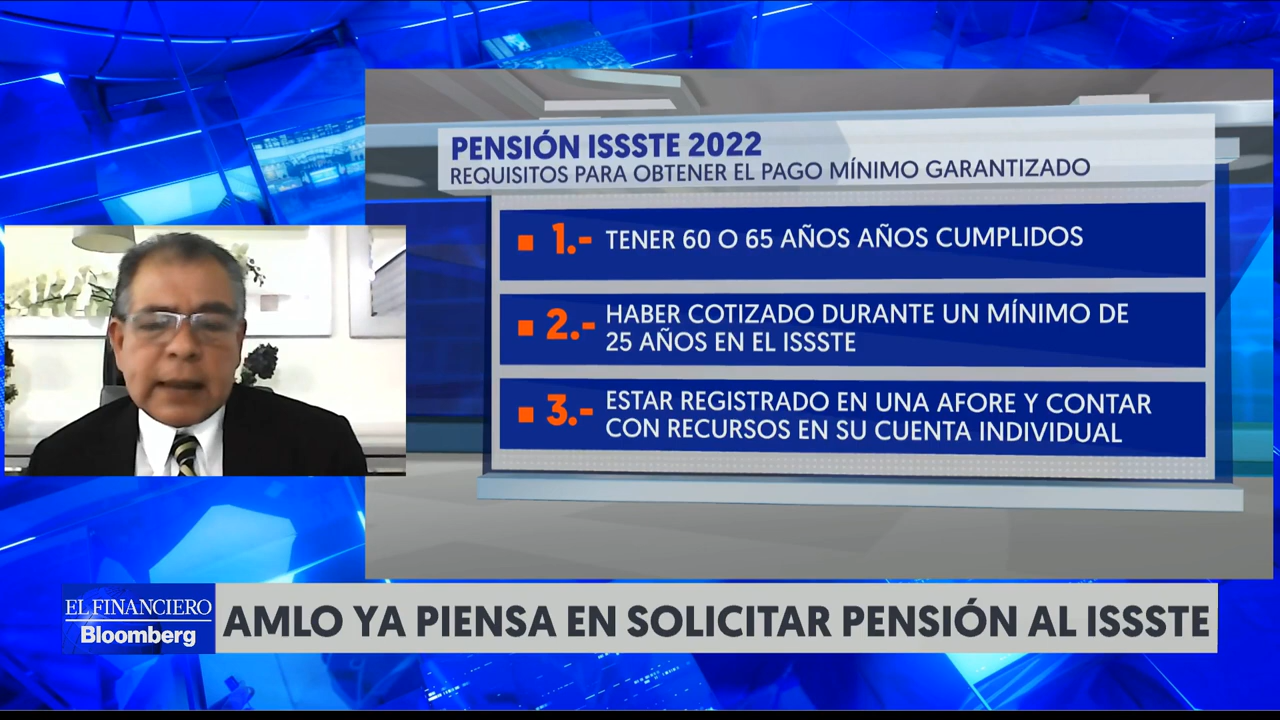 PENSIÓN ISSSTE 2022
REQUISITOS PARA OBTENER EL PAGO MÍNIMO GARANTIZADO
1.- TENER 60 O 65 AÑOS AÑOS CUMPLIDOS
2.- HABER COTIZADO DURANTE UN MÍNIMO DE
25 AÑOS EN EL ISSSTE
3.- ESTAR REGISTRADO EN UNA AFORE Y CONTAR
CON RECURSOS EN SU CUENTA INDIVIDUAL
EL FINANCIERO
Bloomberg
AMLO YA PIENSA EN SOLICITAR PENSIÓN AL ISSSTE